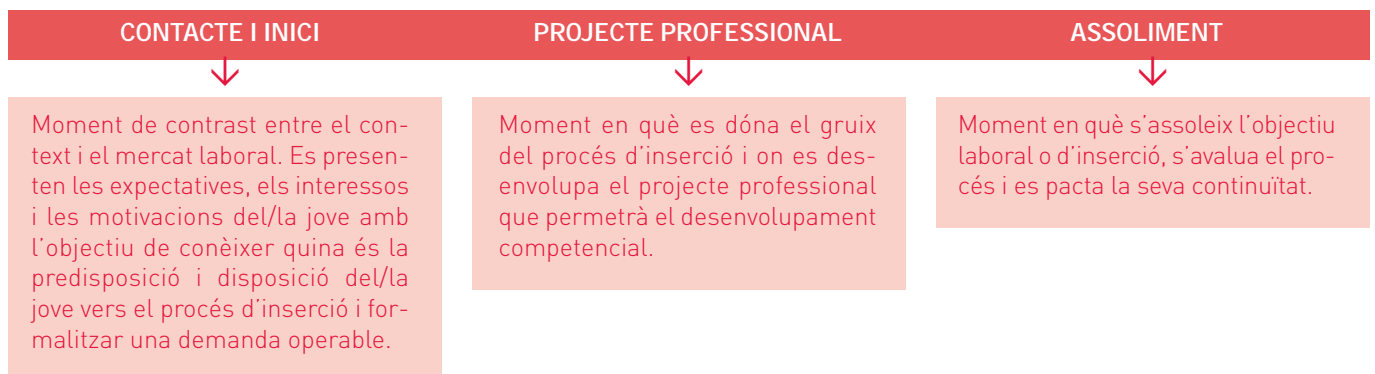 CONTACTE I INICI
PROJECTE PROFESSIONAL
ASSOLIMENT
Moment de contrast entre el con-
text i el mercat laboral. Es presen-
ten les expectatives, els interessos
i les motivacions del/la jove amb
l’objectiu de conèixer quina és la
predisposició i disposició del/la
jove vers el procés d’inserció i for-
malitzar una demanda operable.
Moment en què es dóna el gruix
del procés d’inserció i on es des-
envolupa el projecte professional
que permetrà el desenvolupament
competencial.
Moment en què s’assoleix l’objectiu
laboral o d’inserció, s’avalua el pro-
cés i es pacta la seva continuïtat.